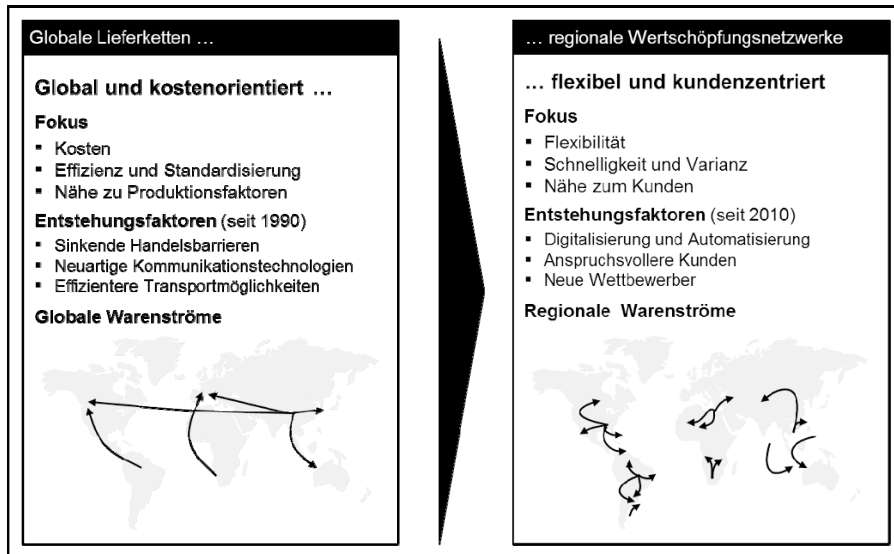 Globale Lieferketten …
Global und kostenorientiert …
Fokus
▪ Kosten
▪ Effizienz und Standardisierung
▪ Nähe zu Produktionsfaktoren
Entstehungsfaktoren (seit 1990)
▪ Sinkende Handelsbarrieren
▪ Neuartige Kommunikationstechnologien
▪ Effizientere Transportmöglichkeiten
Globale Warenströme
… regionale Wertschöpfungsnetzwerke
… flexibel und kundenzentriert
Fokus
▪ Flexibilität
▪ Schnelligkeit und Varianz
▪ Nähe zum Kunden
Entstehungsfaktoren (seit 2010)
▪ Digitalisierung und Automatisierung
▪ Anspruchsvollere Kunden
▪ Neue Wettbewerber
Regionale Warenströme